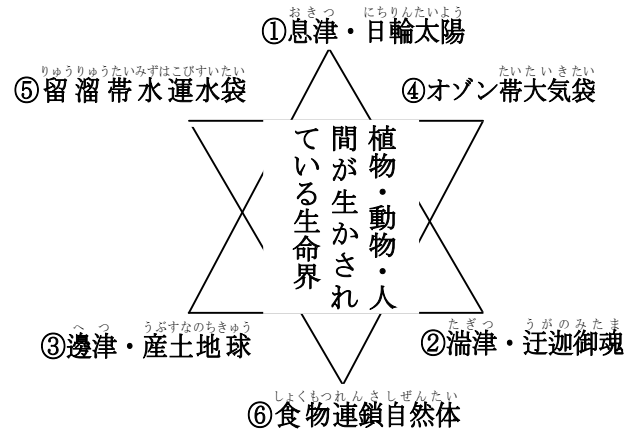 おきつ にちりんたいよう
①息津・日輪太陽
りゅうりゅうたいみずはこびすいたい
⑤留溜帯水運水袋
たいたいきたい
④オゾン帯大気袋
植物・動物・人
間が生かされ
ている生命界
へつ うぶすなのちきゅう
③邊津・産土地球
たぎつ うがのみたま
②湍津・迂迦御魂
しょくもつれんさしぜんたい
⑥食物連鎖自然体